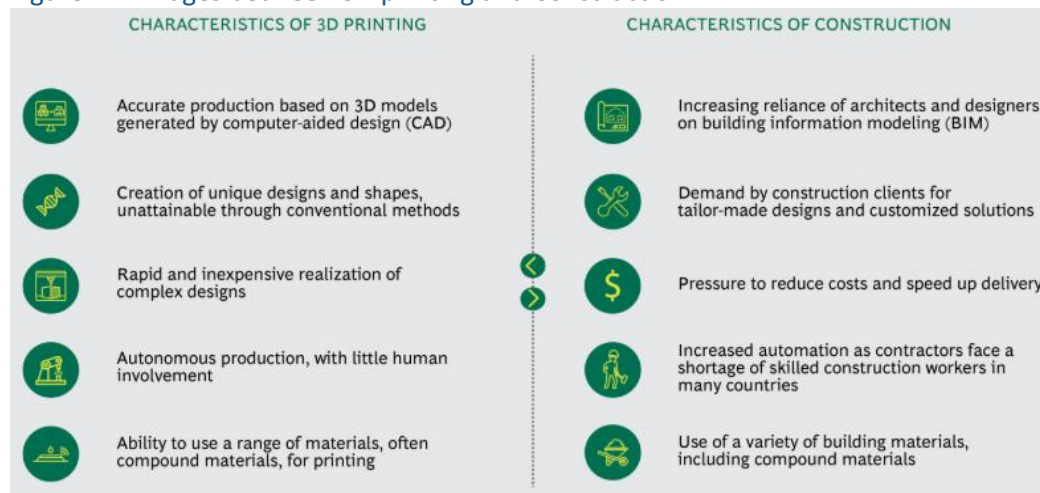 CHARACTERISTICS OF 3D PRINTING
Accurate production based on 3D models
generated by computer-aided design (CAD)
Creation of unique designs and shapes,
unattainable through conventional methods
Rapid and inexpensive realization of
complex designs
Autonomous production, with little human
involvement
Ability to use a range of materials, often
compound materials, for printing
CHARACTERISTICS OF CONSTRUCTION
Increasing reliance of architects and designers
on building information modeling (BIM)
Demand by construction clients for
tailor-made designs and customized solutions
$
Pressure to reduce costs and speed up delivery
Increased automation as contractors face a
shortage of skilled construction workers in
many countries
Use of a variety of building materials,
including compound materials